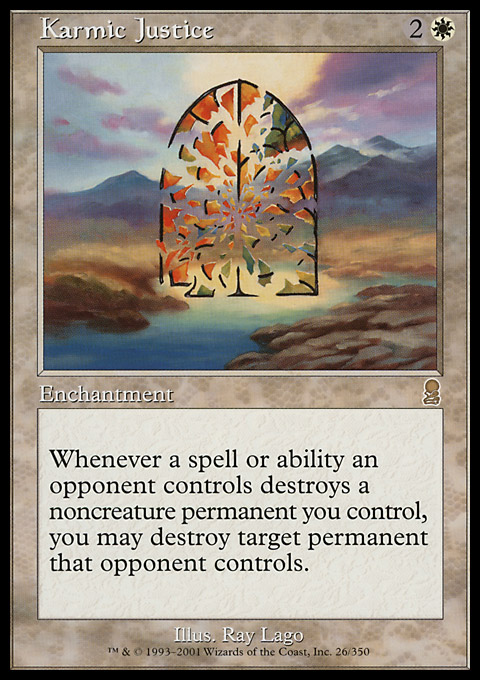 Karmic Justice 2
Enchantment
Whenever a spell or ability an
opponent controls destroys a
noncreature permanent you control,
you may destroy target permanent
that opponent controls.
Illus. Ray Lago
™ & © 1993–2001 Wizards of the Coast, Inc. 26/350